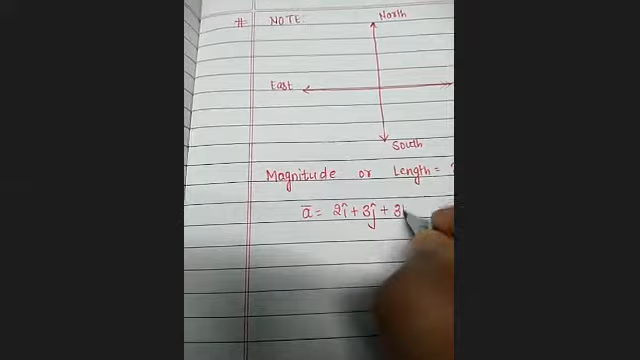 # NOTE: North
East
South
Magnitude or Length = ?
a̅ = 2î + 3ĵ + 3